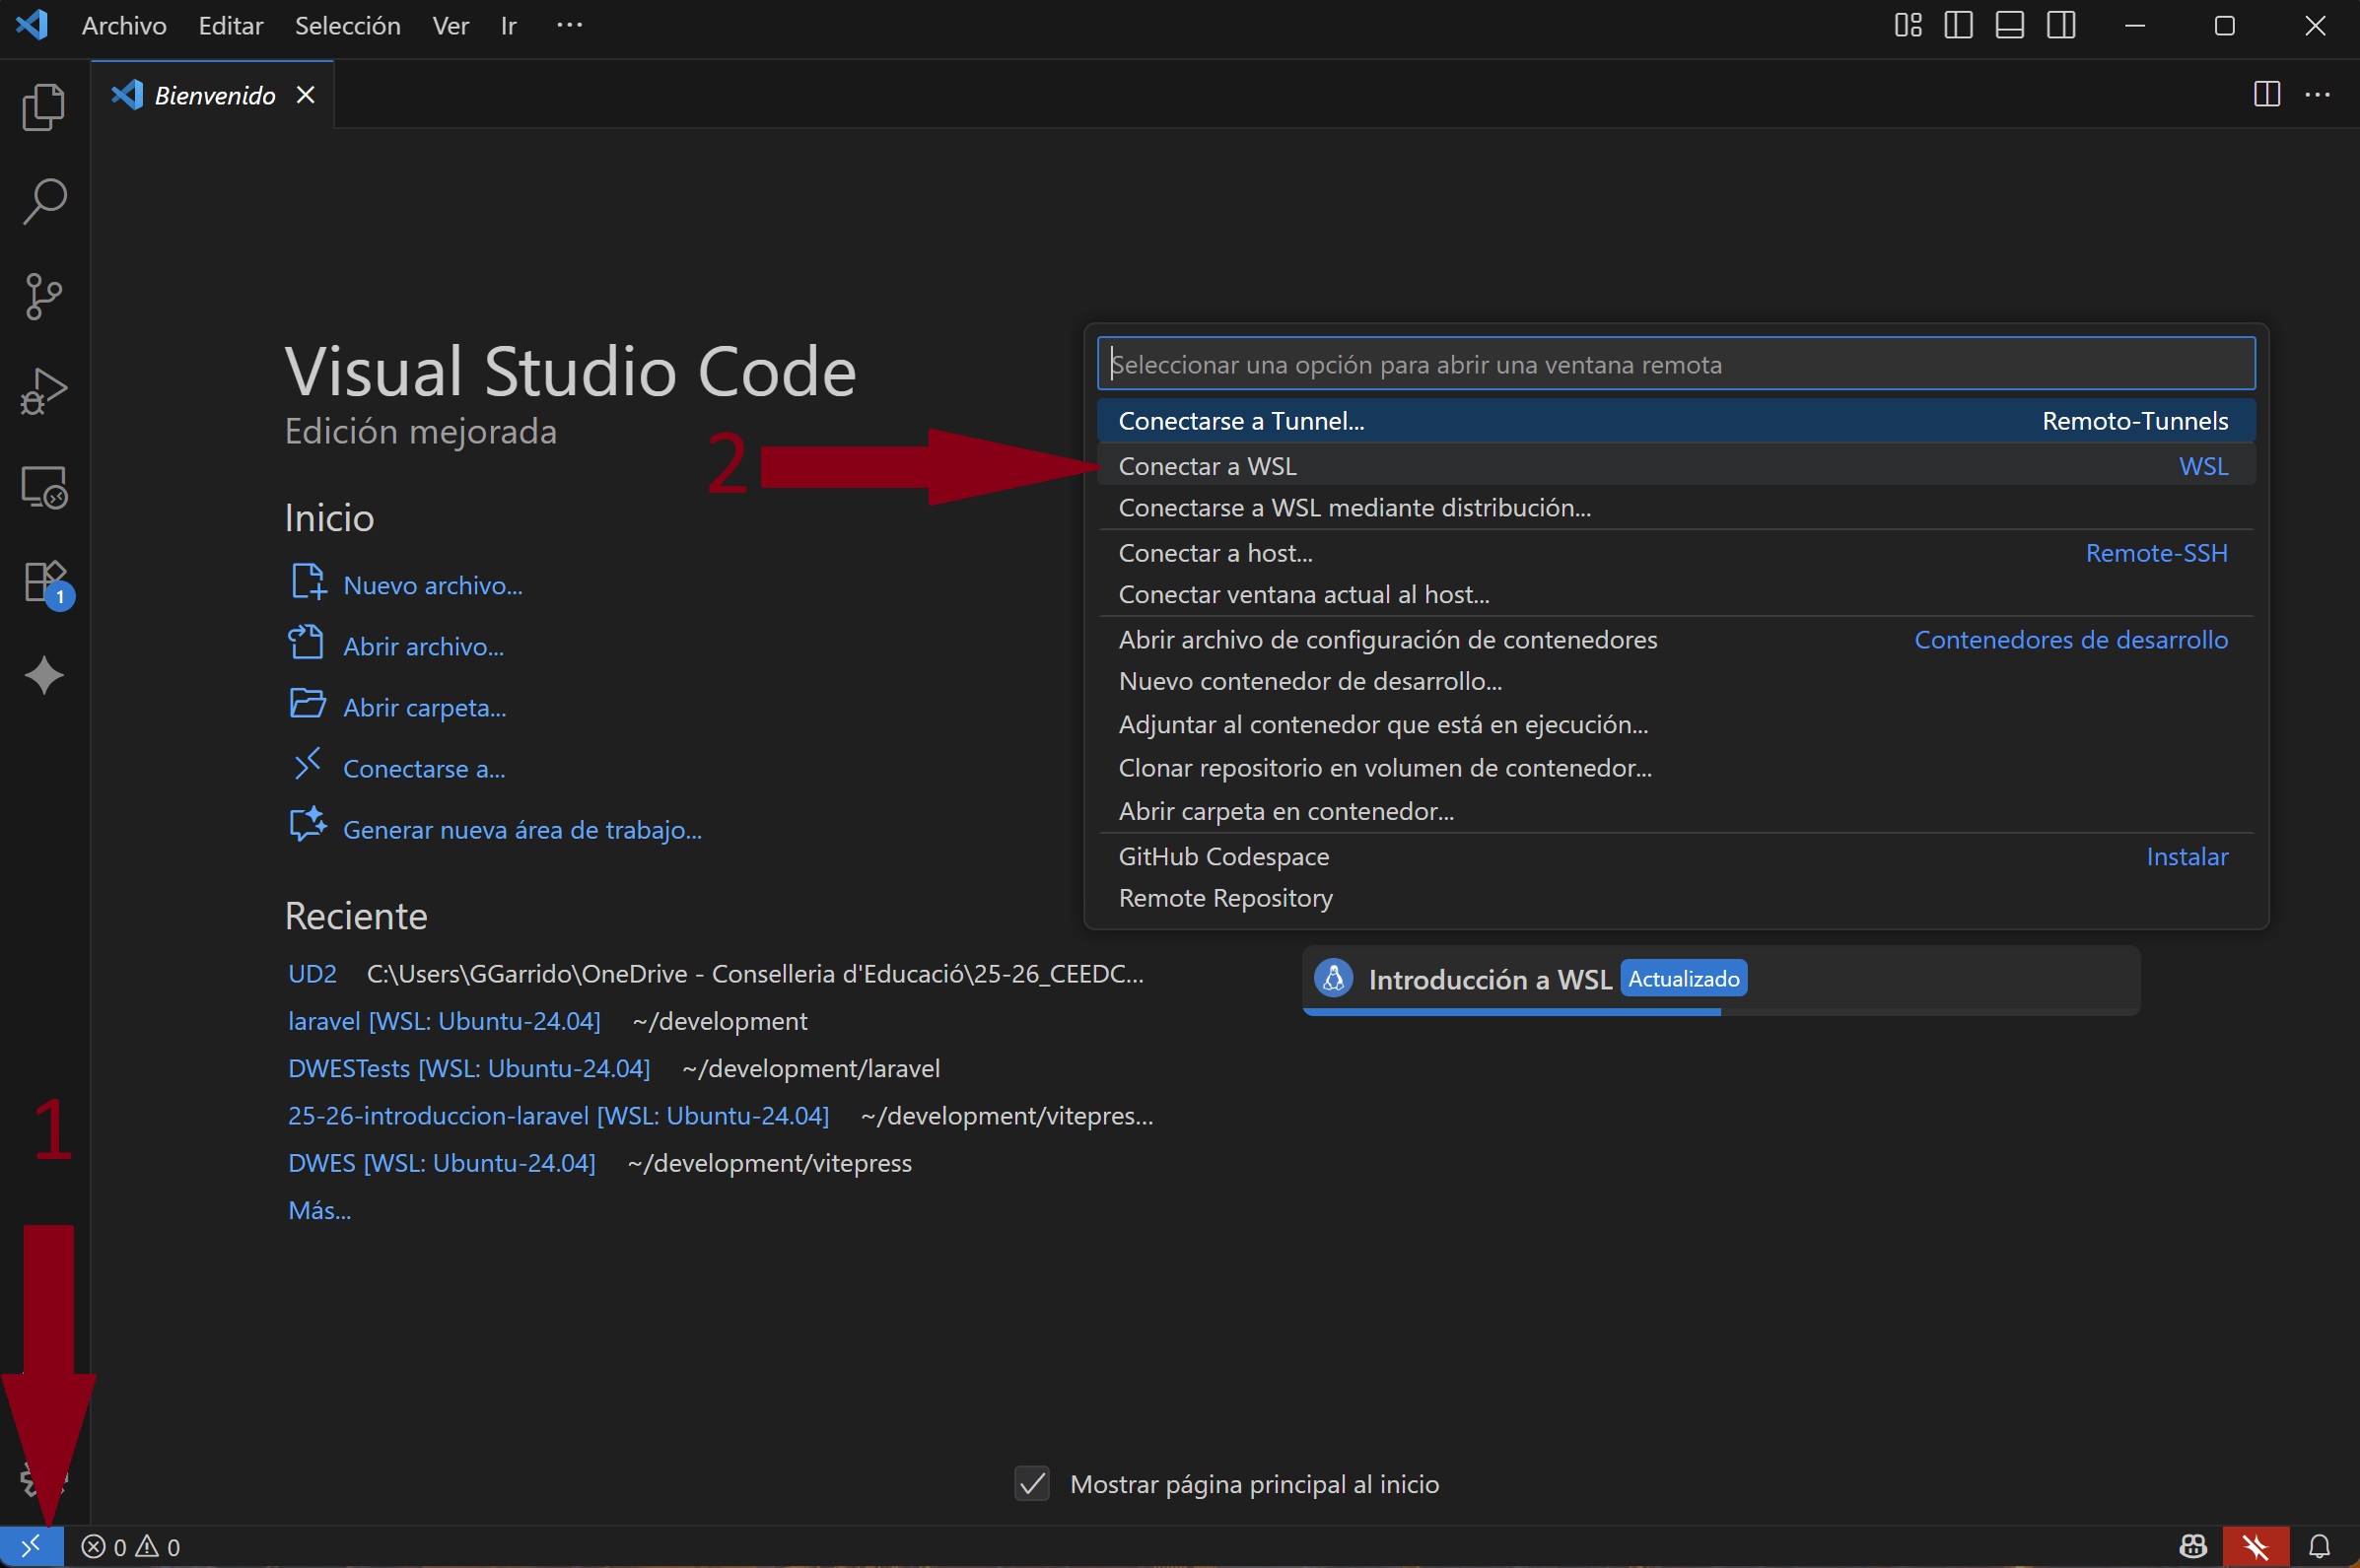 Archivo Editar Selección Ver Ir ···
Bienvenido
Visual Studio Code
Edición mejorada
Inicio
Nuevo archivo...
Abrir archivo...
Abrir carpeta...
Conectarse a...
Generar nueva área de trabajo...
Reciente
UD2 C:\Users\GGarrido\OneDrive - Conselleria d'Educació\25-26_CEEDC...
laravel [WSL: Ubuntu-24.04] ~/development
DWESTests [WSL: Ubuntu-24.04] ~/development/laravel
25-26-introduccion-laravel [WSL: Ubuntu-24.04] ~/development/vitepres...
DWES [WSL: Ubuntu-24.04] ~/development/vitepress
Más...
1
2
Seleccionar una opción para abrir una ventana remota
Conectarse a Tunnel... Remoto-Tunnels
Conectar a WSL WSL
Conectarse a WSL mediante distribución...
Conectar a host... Remote-SSH
Conectar ventana actual al host...
Abrir archivo de configuración de contenedores Contenedores de desarrollo
Nuevo contenedor de desarrollo...
Adjuntar al contenedor que está en ejecución...
Clonar repositorio en volumen de contenedor...
Abrir carpeta en contenedor...
GitHub Codespace Instalar
Remote Repository
Introducción a WSL Actualizado
1
Mostrar página principal al inicio
0 0